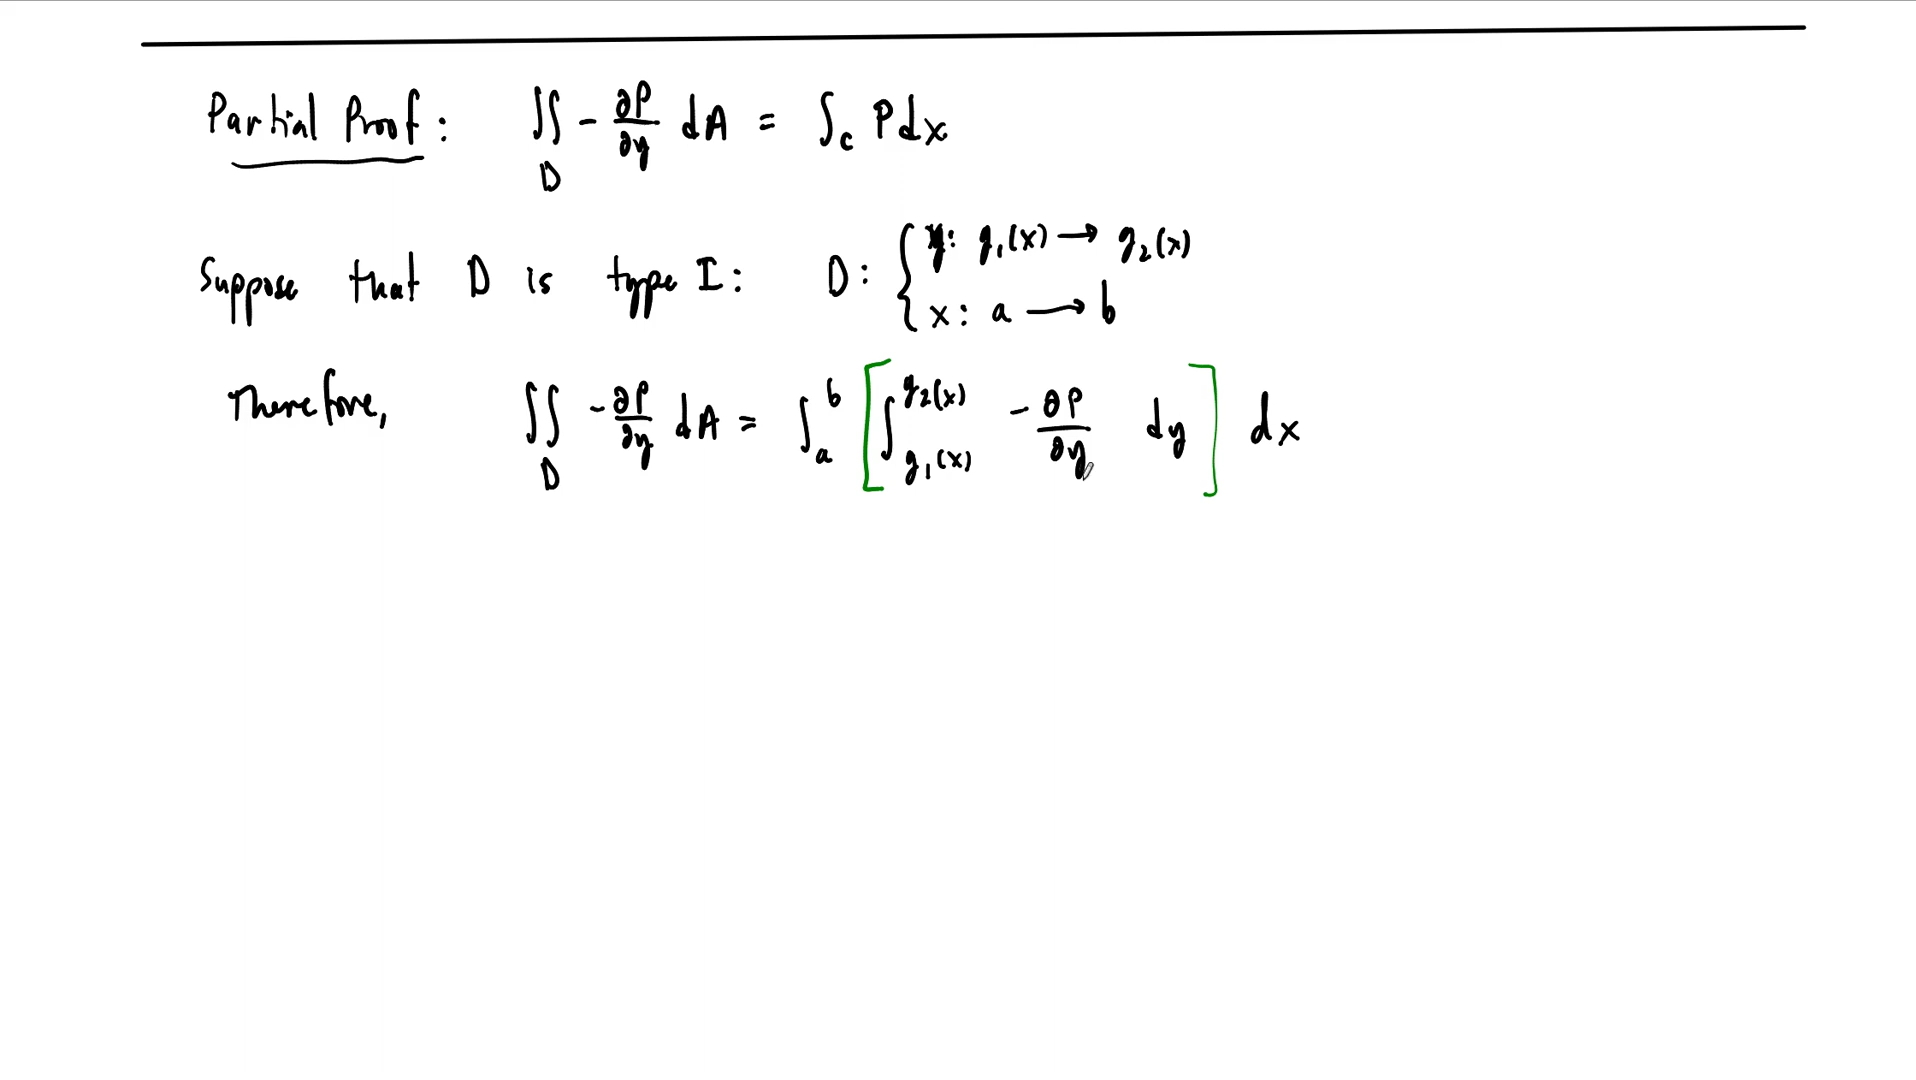 Partial Proof: ∬_D -∂P/∂y dA = ∫_C P dx
Suppose that D is type I: D: { y: g₁(x) → g₂(x)
x: a → b
Therefore, ∬_D -∂P/∂y dA = ∫_a^b [ ∫_{g₁(x)}^{g₂(x)} -∂P/∂y dy ] dx